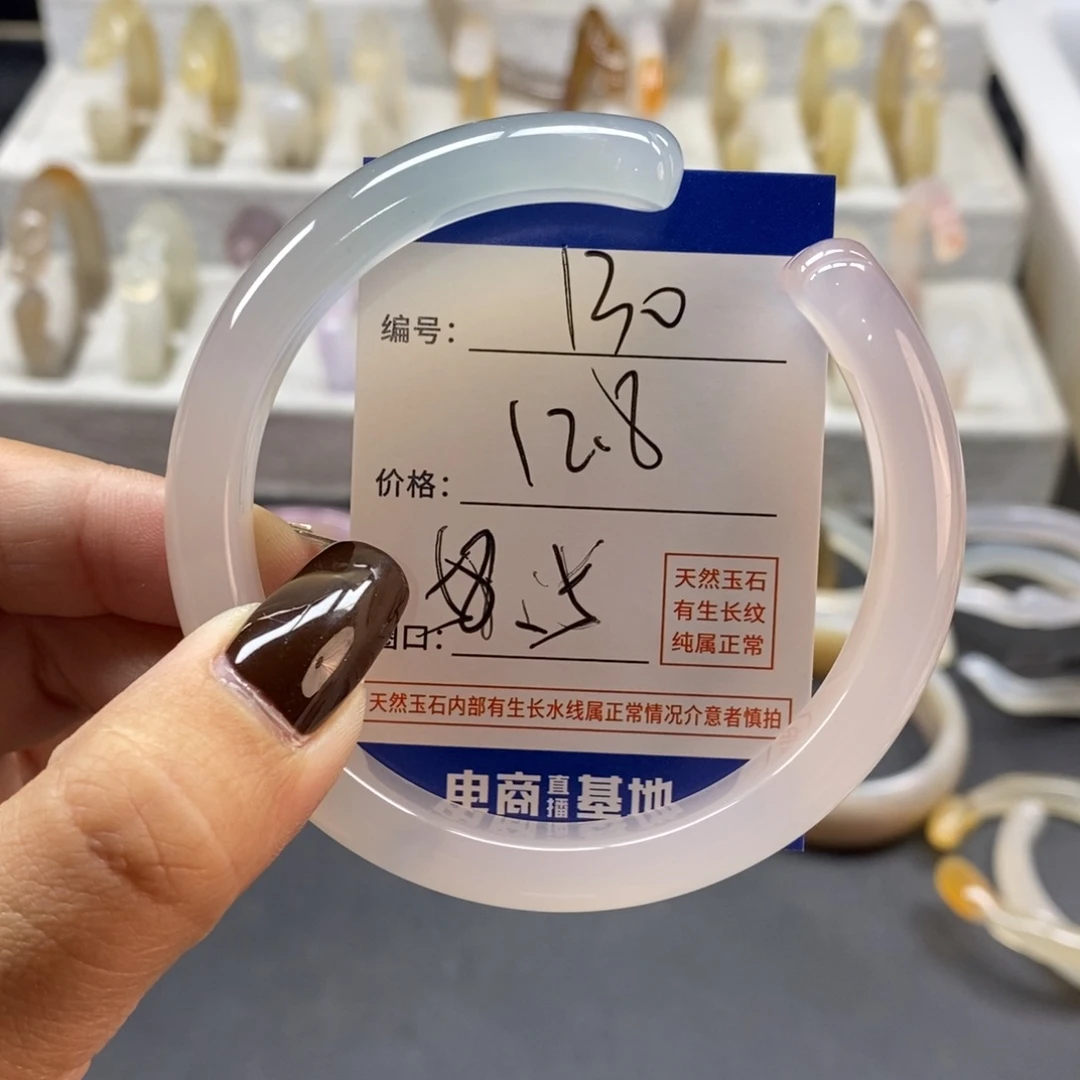 编号: 130
价格: 12.8
口:
天然玉石
有生长纹
纯属正常
天然玉石内部有生长水线属正常情况介意者慎拍
电商直播基地